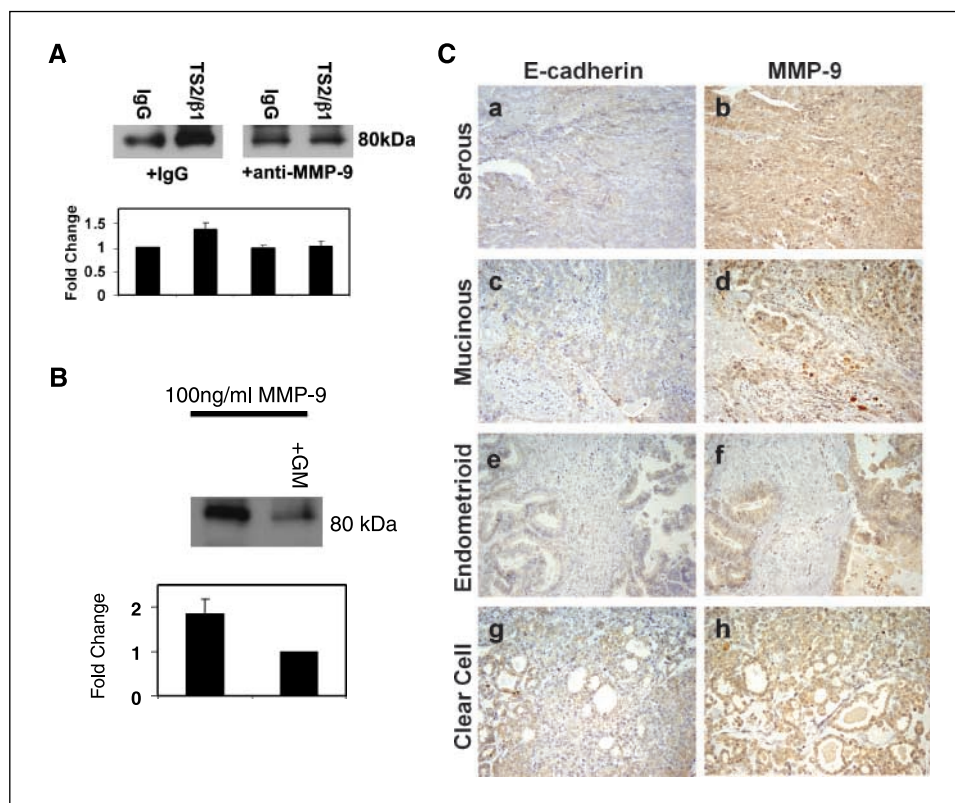 A
IgG
TS2/β1
IgG
TS2/β1
80kDa
+IgG
+anti-MMP-9
Fold Change
1.5
1
0.5
0
B
100ng/ml MMP-9
+GM
80 kDa
Fold Change
2
1
0
C
E-cadherin
MMP-9
Serous
a
b
Mucinous
c
d
Endometrioid
e
f
Clear Cell
g
h